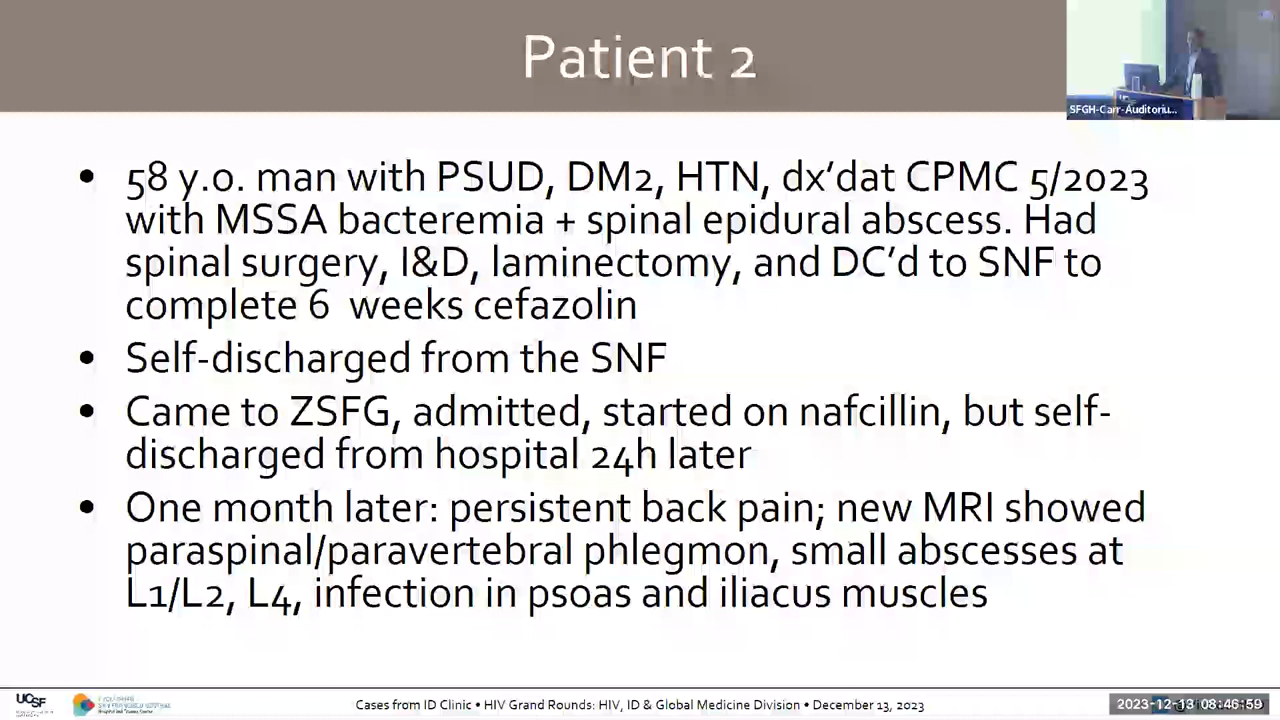 Patient 2
SFGH-Carr-Auditoriu...
• 58 y.o. man with PSUD, DM2, HTN, dx’dat CPMC 5/2023
with MSSA bacteremia + spinal epidural abscess. Had
spinal surgery, I&D, laminectomy, and DC’d to SNF to
complete 6 weeks cefazolin
• Self-discharged from the SNF
• Came to ZSFG, admitted, started on nafcillin, but self-
discharged from hospital 24h later
• One month later: persistent back pain; new MRI showed
paraspinal/paravertebral phlegmon, small abscesses at
L1/L2, L4, infection in psoas and iliacus muscles
UCSF
Cases from ID Clinic • HIV Grand Rounds: HIV, ID & Global Medicine Division • December 13, 2023
2023-12-13 08:46:59